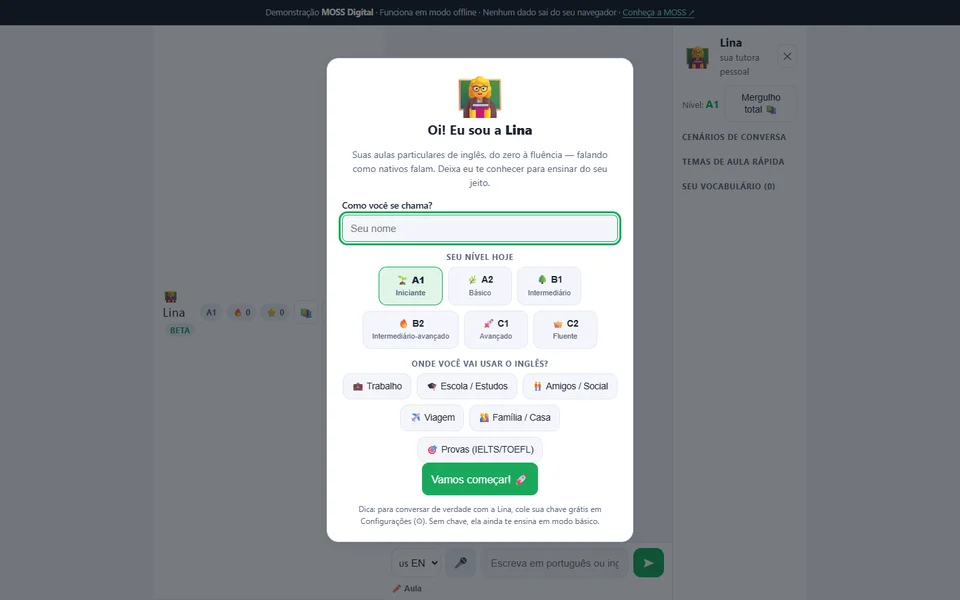 Demonstração MOSS Digital · Funciona em modo offline · Nenhum dado sai do seu navegador · Conheça a MOSS ↗
Oi! Eu sou a Lina
Suas aulas particulares de inglês, do zero à fluência — falando
como nativos falam. Deixa eu te conhecer para ensinar do seu
jeito.
Como você se chama?
Seu nome
SEU NÍVEL HOJE
A1
Iniciante
A2
Básico
B1
Intermediário
B2
Intermediário-avançado
C1
Avançado
C2
Fluente
ONDE VOCÊ VAI USAR O INGLÊS?
Trabalho
Escola / Estudos
Amigos / Social
Viagem
Família / Casa
Provas (IELTS/TOEFL)
Vamos começar!
Dica: para conversar de verdade com a Lina, cole sua chave grátis em
Configurações (⚙). Sem chave, ela ainda te ensina em modo básico.
Lina
BETA
A1
0
0
Lina
sua tutora
pessoal
Nível: A1
Mergulho
total
CENÁRIOS DE CONVERSA
TEMAS DE AULA RÁPIDA
SEU VOCABULÁRIO (0)
us EN
Escreva em português ou ing
Aula